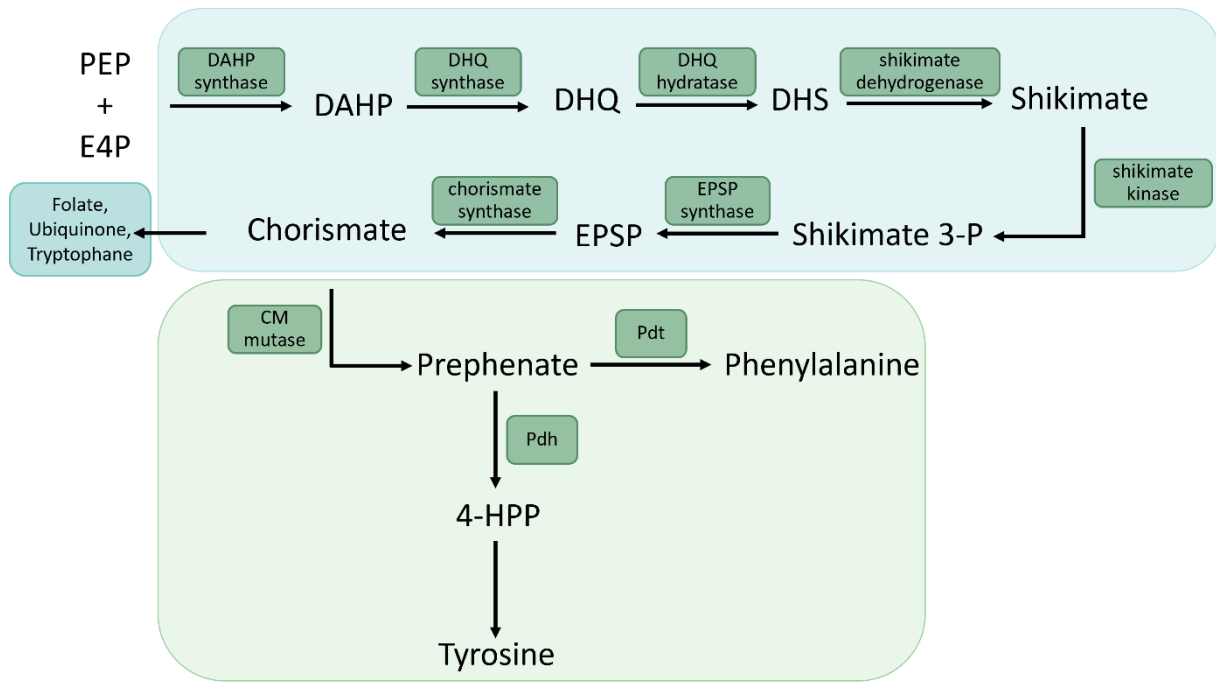 PEP
+
E4P
DAHP
synthase
DAHP
DHQ
synthase
DHQ
DHQ
hydratase
DHS
shikimate
dehydrogenase
Shikimate
shikimate
kinase
Shikimate 3-P
EPSP
synthase
EPSP
chorismate
synthase
Chorismate
Folate,
Ubiquinone,
Tryptophane
CM
mutase
Prephenate
Pdt
Phenylalanine
Pdh
4-HPP
Tyrosine